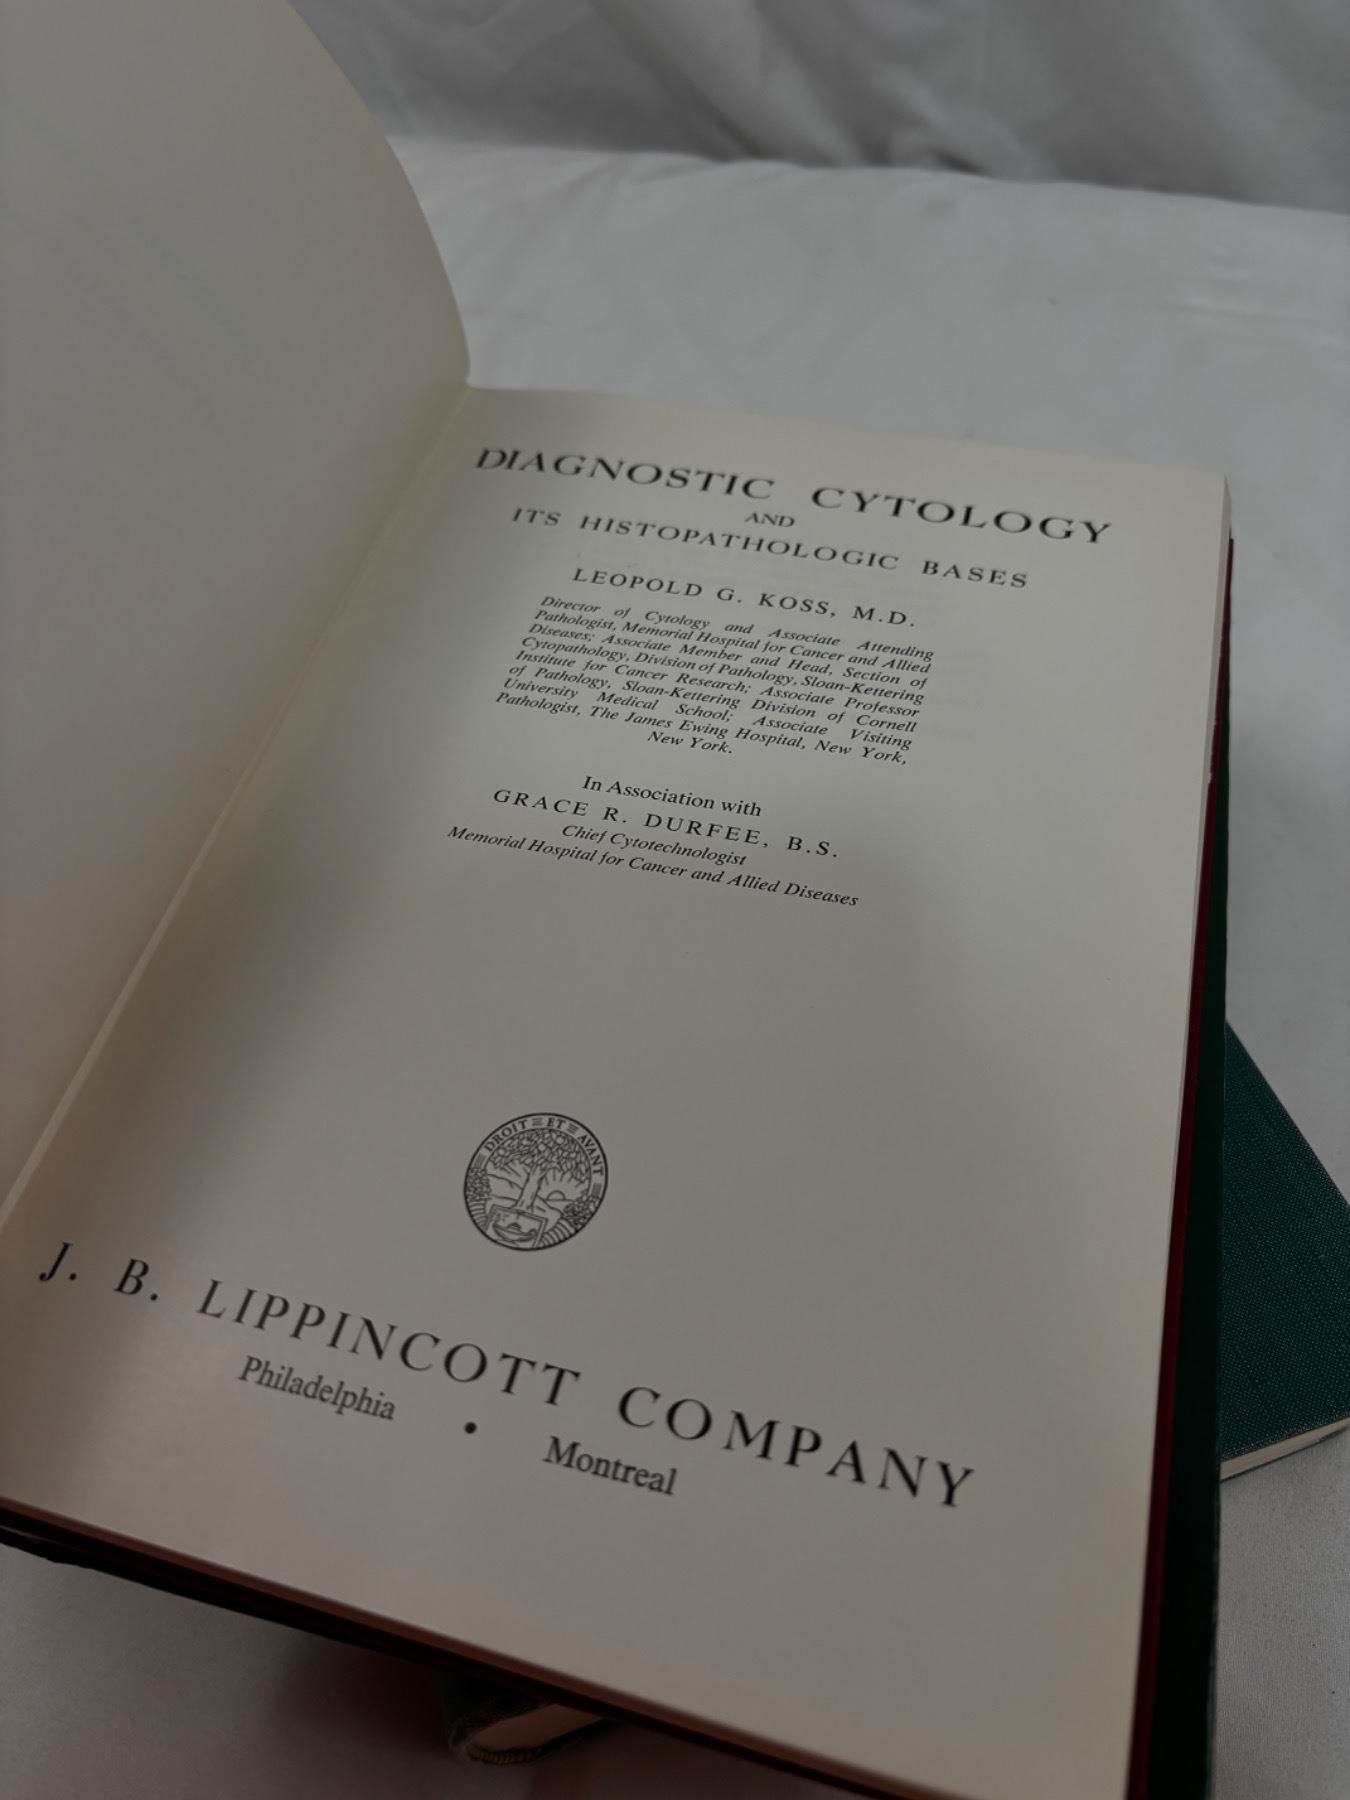 DIAGNOSTIC CYTOLOGY
AND
ITS HISTOPATHOLOGIC BASES
LEOPOLD G. KOSS, M.D.
Director of Cytology and Associate Attending
Pathologist, Memorial Hospital for Cancer and Allied
Diseases; Associate Member and Head, Section of
Cytopathology, Division of Pathology, Sloan-Kettering
Institute for Cancer Research; Associate Professor
of Pathology, Sloan-Kettering Division of Cornell
University Medical School; Associate Visiting
Pathologist, The James Ewing Hospital, New York,
New York.
In Association with
GRACE R. DURFEE, B.S.
Chief Cytotechnologist
Memorial Hospital for Cancer and Allied Diseases
DROIT ET AVANT
J. B. LIPPINCOTT COMPANY
Philadelphia • Montreal